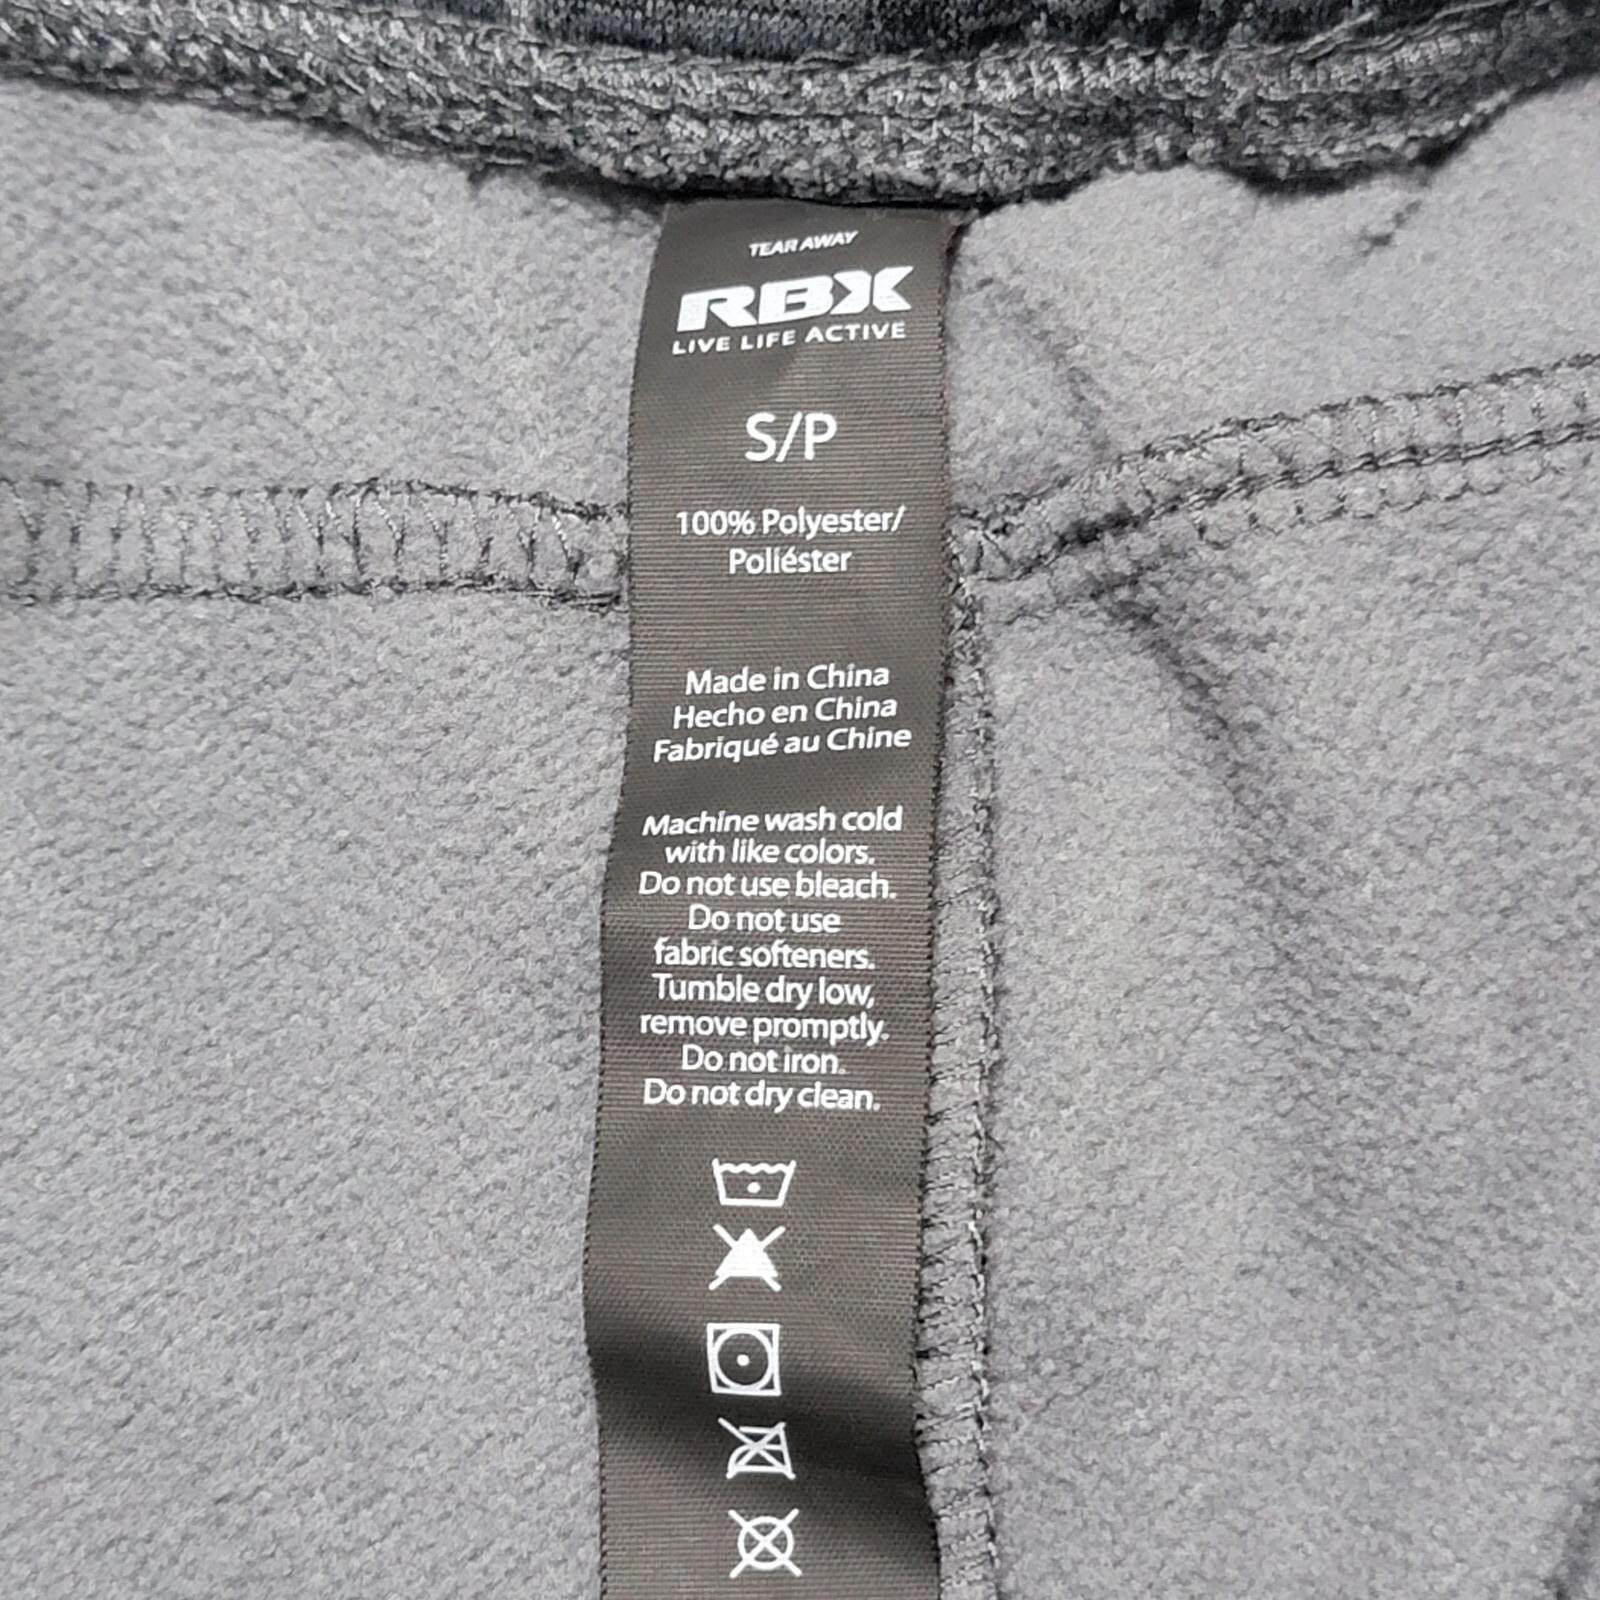 TEAR AWAY
RBX
LIVE LIFE ACTIVE
S/P
100% Polyester/
Poliéster
Made in China
Hecho en China
Fabriqué au Chine
Machine wash cold
with like colors.
Do not use bleach.
Do not use
fabric softeners.
Tumble dry low,
remove promptly.
Do not iron.
Do not dry clean.